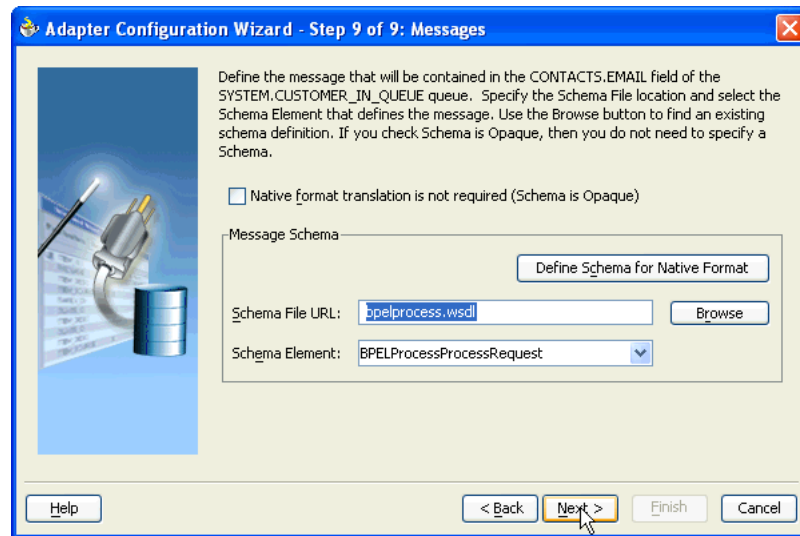 Adapter Configuration Wizard - Step 9 of 9: Messages
Define the message that will be contained in the CONTACTS.EMAIL field of the
SYSTEM.CUSTOMER_IN_QUEUE queue. Specify the Schema File location and select the
Schema Element that defines the message. Use the Browse button to find an existing
schema definition. If you check Schema is Opaque, then you do not need to specify a
Schema.
Native format translation is not required (Schema is Opaque)
Message Schema
Define Schema for Native Format
Schema File URL: bpelprocess.wsdl Browse
Schema Element: BPELProcessProcessRequest
Help < Back Next > Finish Cancel